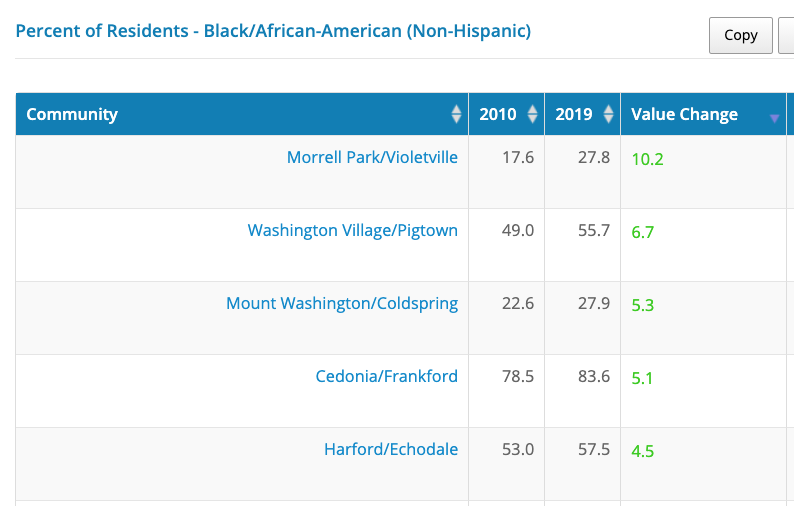 Percent of Residents - Black/African-American (Non-Hispanic)
Copy
Community 2010 2019 Value Change
Morrell Park/Violetville 17.6 27.8 10.2
Washington Village/Pigtown 49.0 55.7 6.7
Mount Washington/Coldspring 22.6 27.9 5.3
Cedonia/Frankford 78.5 83.6 5.1
Harford/Echodale 53.0 57.5 4.5